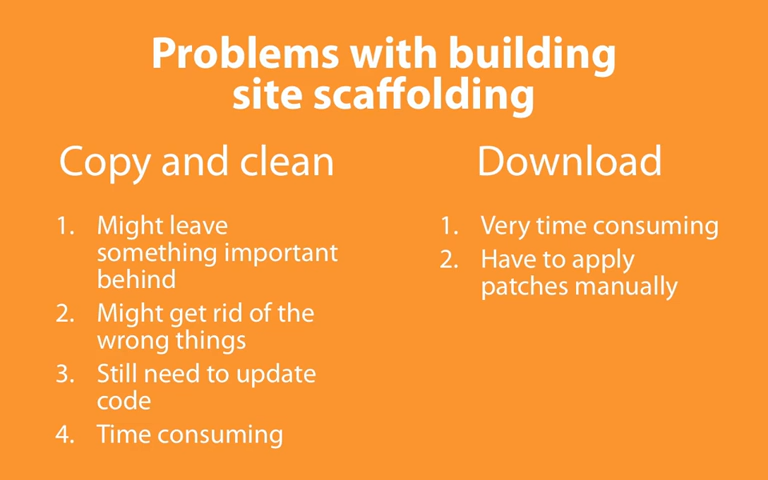 Problems with building
site scaffolding
Copy and clean
1. Might leave
something important
behind
2. Might get rid of the
wrong things
3. Still need to update
code
4. Time consuming
Download
1. Very time consuming
2. Have to apply
patches manually